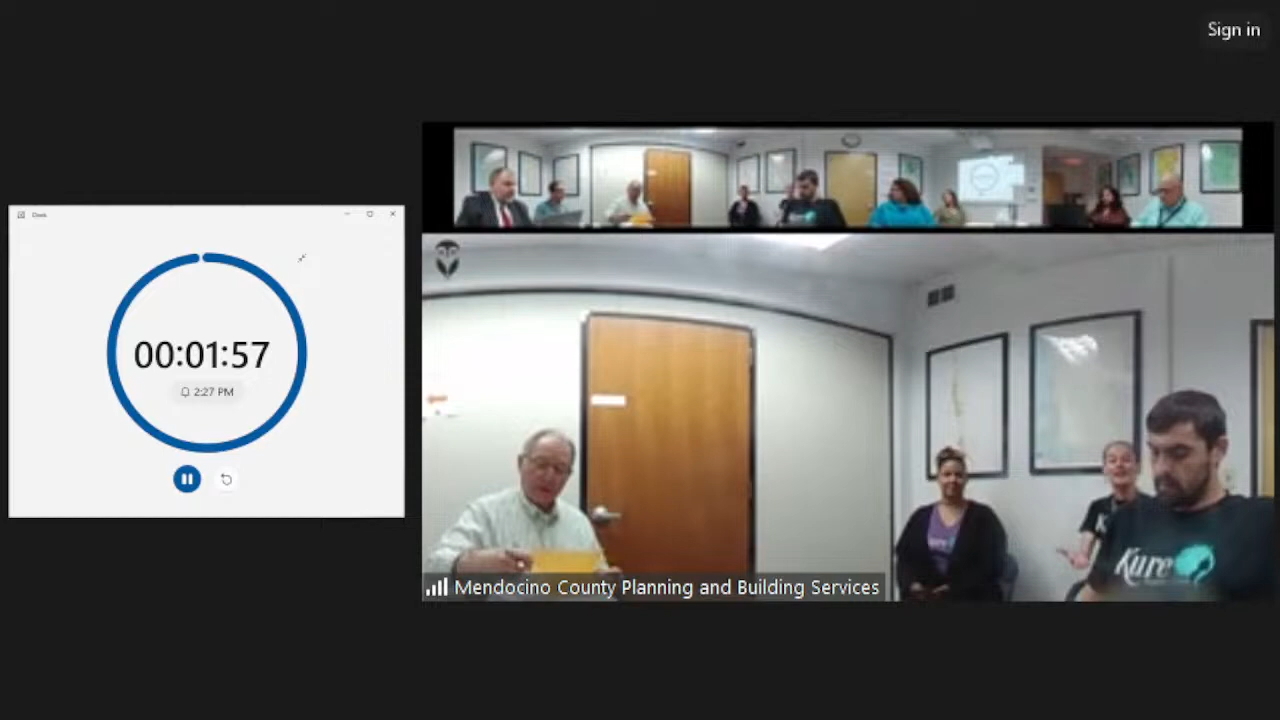 Sign in
Clock
00:01:57
2:27 PM
Kure
Mendocino County Planning and Building Services